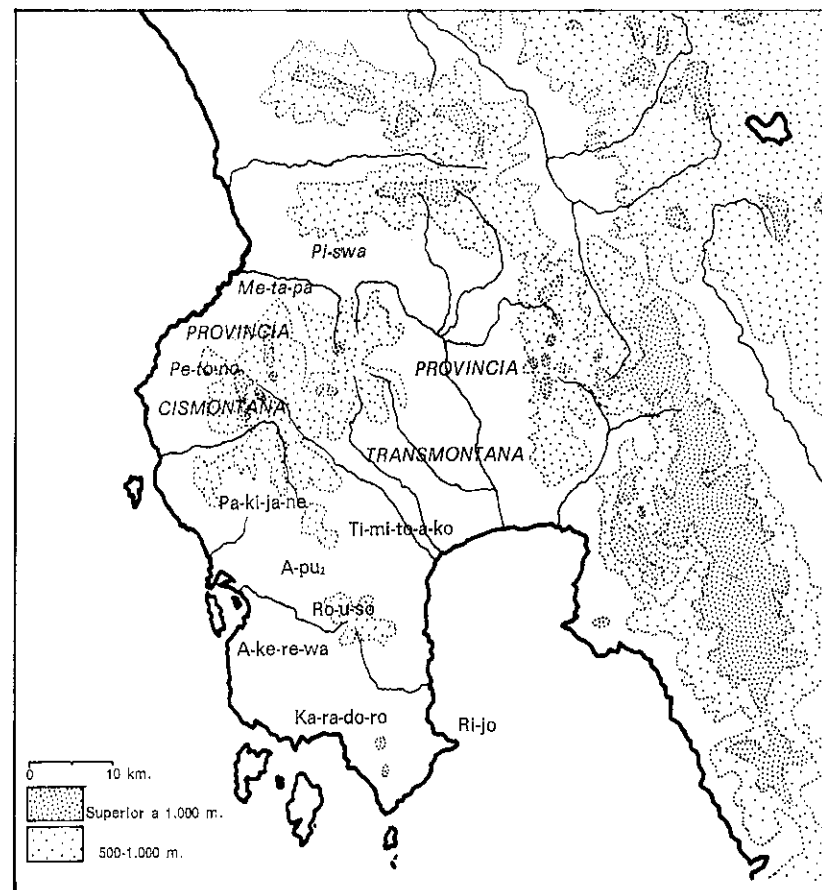 Pi-swa
Me-ta-pa
PROVINCIA
Pe-to-no
PROVINCIA
CISMONTANA
TRANSMONTANA
Pa-ki-ja-ne
Ti-mi-to-a-ko
A-pu₂
Ro-u-so
A-ke-re-wa
Ka-ra-do-ro
Ri-jo
0 10 km.
Superior a 1.000 m.
500-1.000 m.